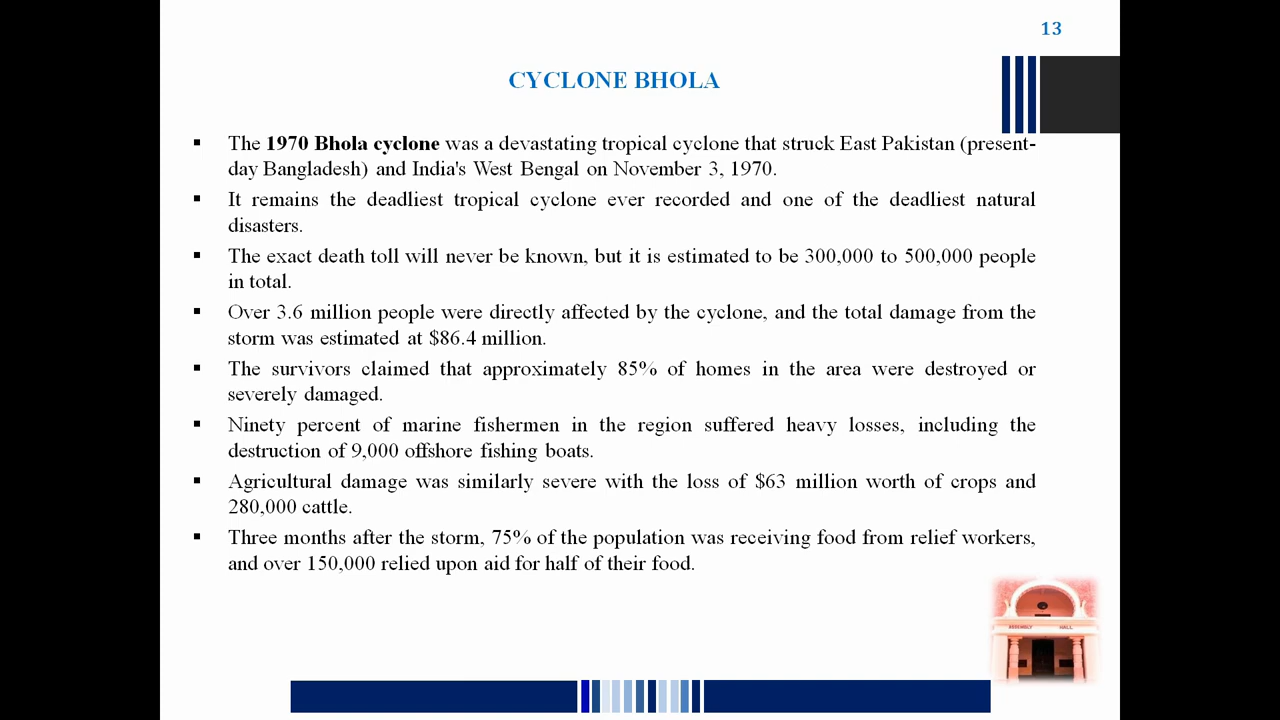 13
CYCLONE BHOLA
▪ The 1970 Bhola cyclone was a devastating tropical cyclone that struck East Pakistan (present-
day Bangladesh) and India's West Bengal on November 3, 1970.
▪ It remains the deadliest tropical cyclone ever recorded and one of the deadliest natural
disasters.
▪ The exact death toll will never be known, but it is estimated to be 300,000 to 500,000 people
in total.
▪ Over 3.6 million people were directly affected by the cyclone, and the total damage from the
storm was estimated at $86.4 million.
▪ The survivors claimed that approximately 85% of homes in the area were destroyed or
severely damaged.
▪ Ninety percent of marine fishermen in the region suffered heavy losses, including the
destruction of 9,000 offshore fishing boats.
▪ Agricultural damage was similarly severe with the loss of $63 million worth of crops and
280,000 cattle.
▪ Three months after the storm, 75% of the population was receiving food from relief workers,
and over 150,000 relied upon aid for half of their food.
ASSEMBLY HALL